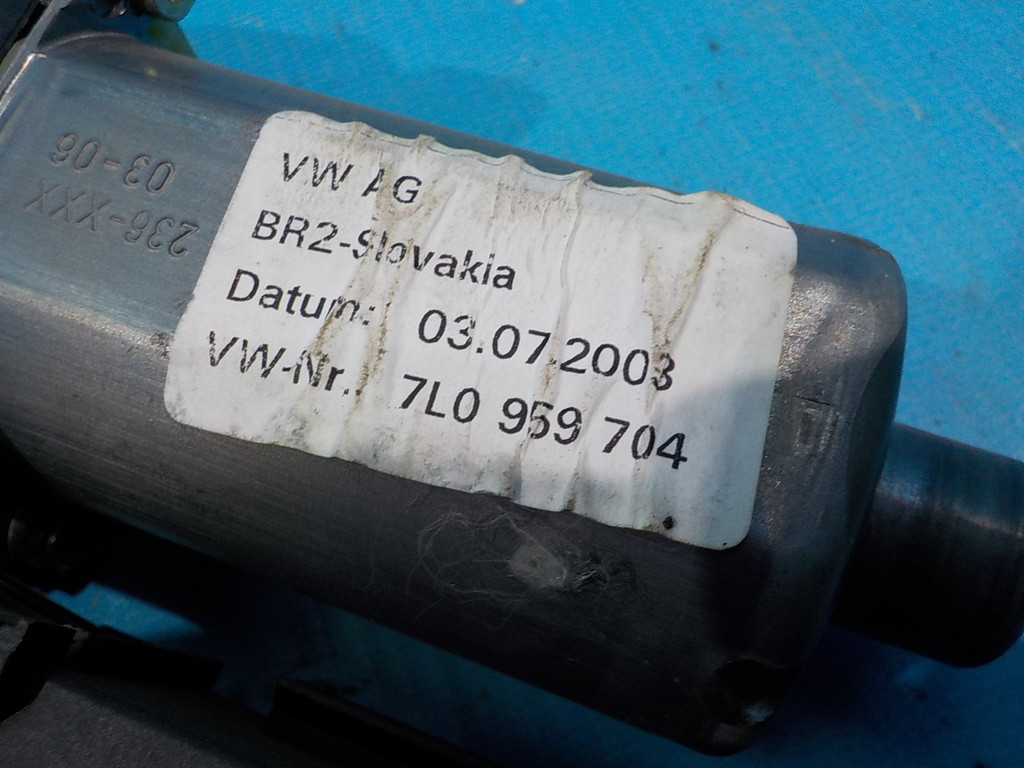 VW AG
BR2-Slovakia
Datum: 03.07.2003
VW-Nr.: 7L0 959 704
236-XXX
03-06